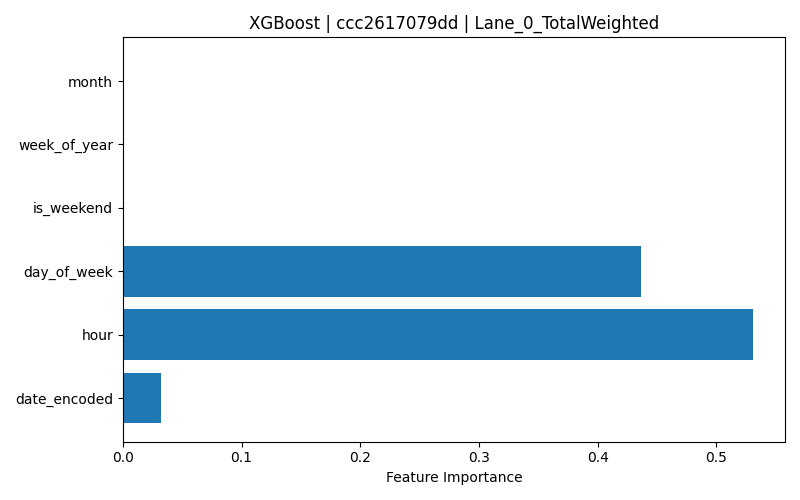 XGBoost | ccc2617079dd | Lane_0_TotalWeighted
month
week_of_year
is_weekend
day_of_week
hour
date_encoded
0.0 0.1 0.2 0.3 0.4 0.5
Feature Importance